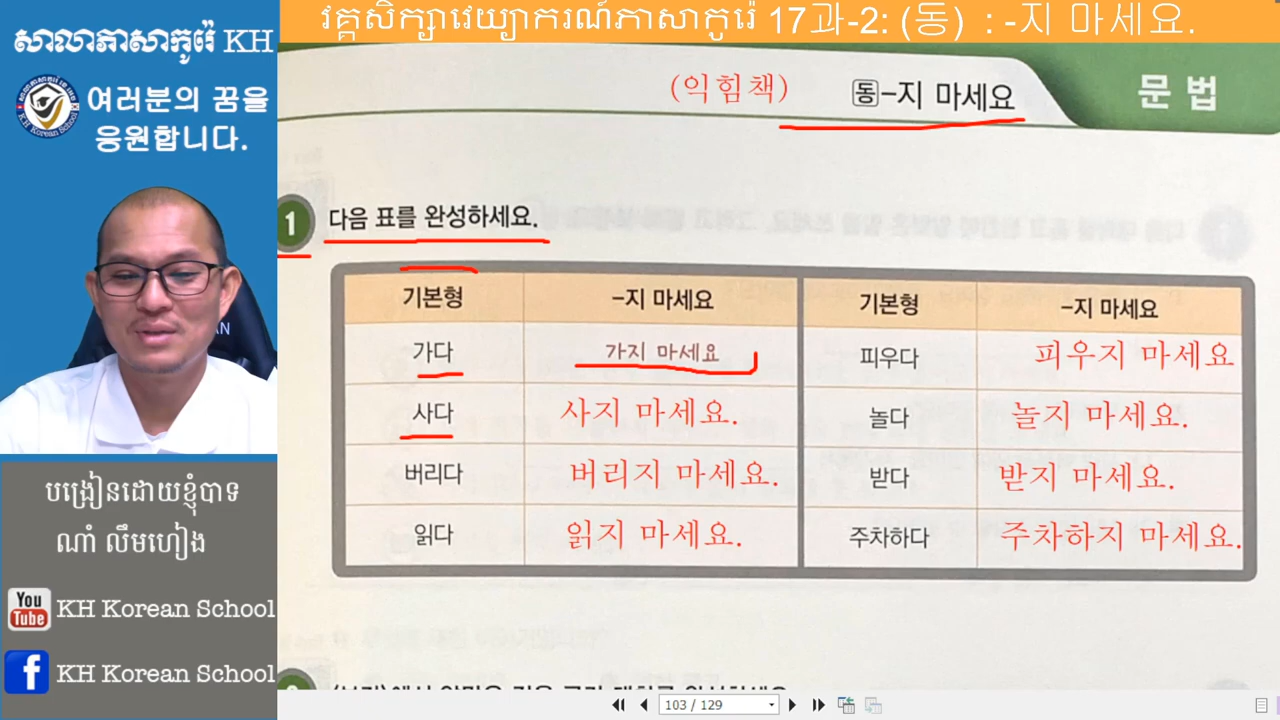 វគ្គសិក្សាវេយ្យាករណ៍ភាសាកូរ៉េ 17과-2: (동) : -지 마세요.
សាលាភាសាកូរ៉េ KH
여러분의 꿈을
응원합니다.
(익힘책) 동-지 마세요 문법
1 다음 표를 완성하세요.
기본형 -지 마세요 기본형 -지 마세요
가다 가지 마세요 피우다 피우지 마세요
사다 사지 마세요. 놀다 놀지 마세요.
버리다 버리지 마세요. 받다 받지 마세요.
읽다 읽지 마세요. 주차하다 주차하지 마세요.
បង្រៀនដោយខ្ញុំបាទ
ណាំ លឹមហៀង
You Tube KH Korean School
f KH Korean School
103 / 129